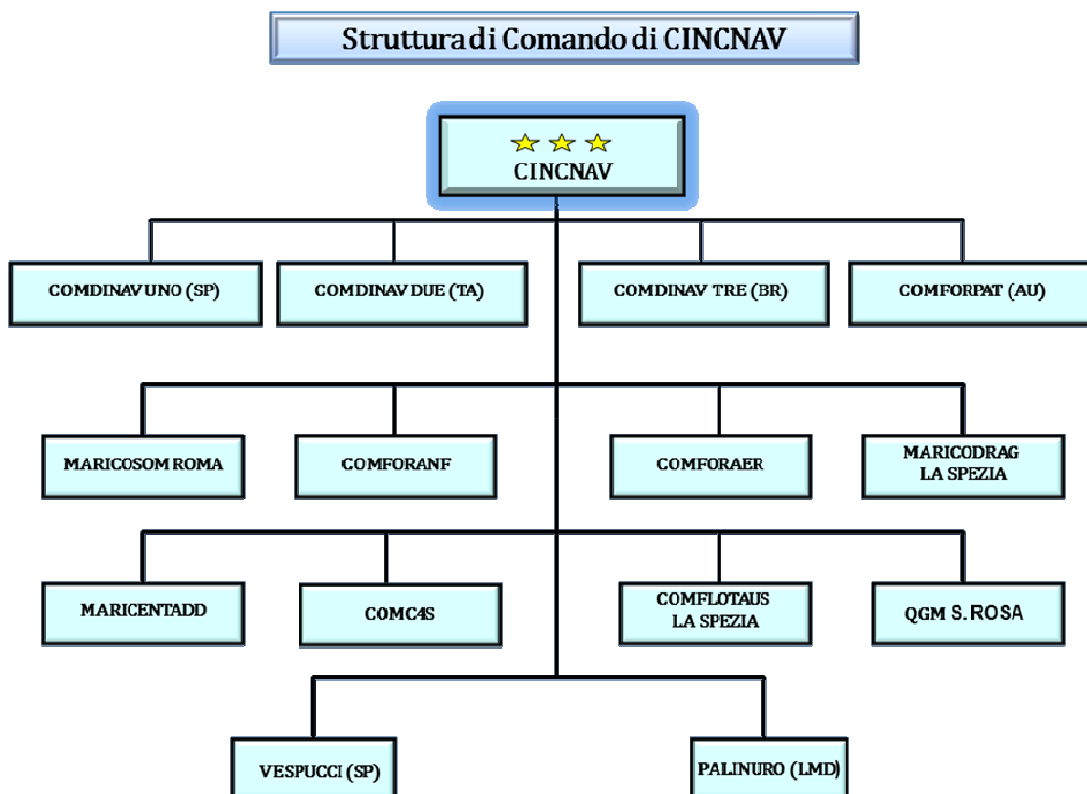 Struttura di Comando di CINCNAV
CINCNAV
COMDINAV UNO (SP)
COMDINAV DUE (TA)
COMDINAV TRE (BR)
COMFORPAT (AU)
MARICOSOM ROMA
COMFORANF
COMFORAER
MARICODRAG
LA SPEZIA
MARICENTADD
COMC4S
COMFLOTAUS
LA SPEZIA
QGM S. ROSA
VESPUCCI (SP)
PALINURO (LMD)